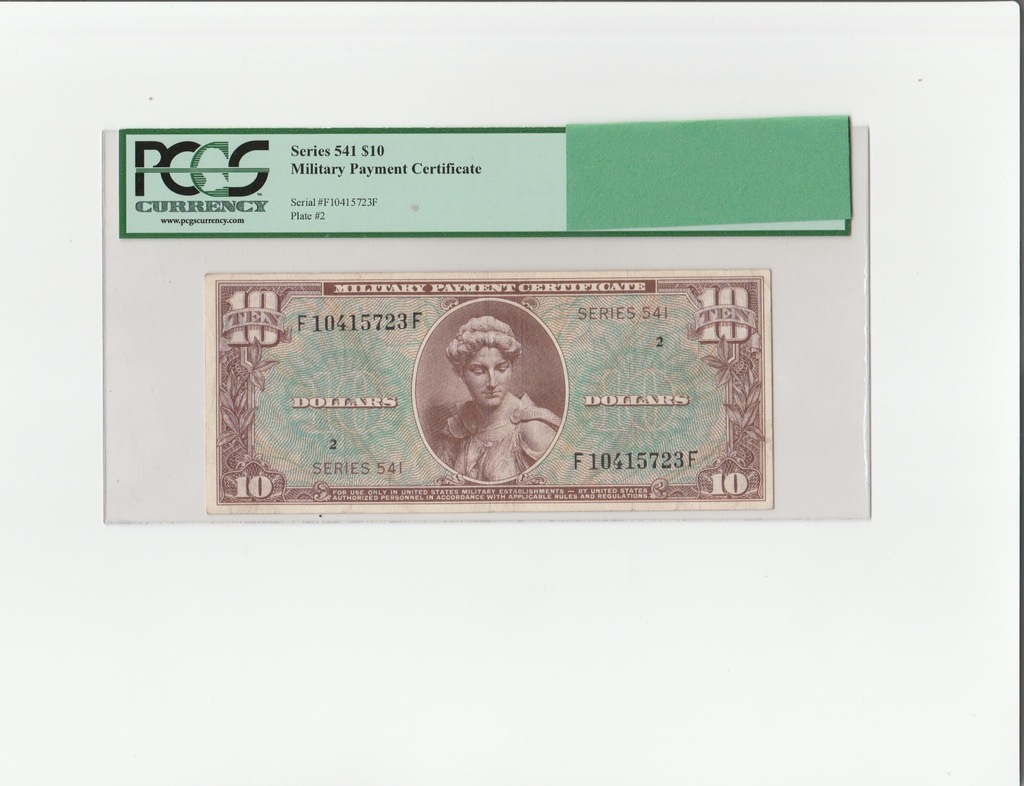 PCGS
CURRENCY
www.pcgscurrency.com
Series 541 $10
Military Payment Certificate
Serial #F10415723F
Plate #2
MILITARY PAYMENT CERTIFICATE
10 TEN
10 TEN
F10415723F
SERIES 541
2
DOLLARS
DOLLARS
2
SERIES 541
F10415723F
10
10
FOR USE ONLY IN UNITED STATES MILITARY ESTABLISHMENTS — BY UNITED STATES
AUTHORIZED PERSONNEL IN ACCORDANCE WITH APPLICABLE RULES AND REGULATIONS